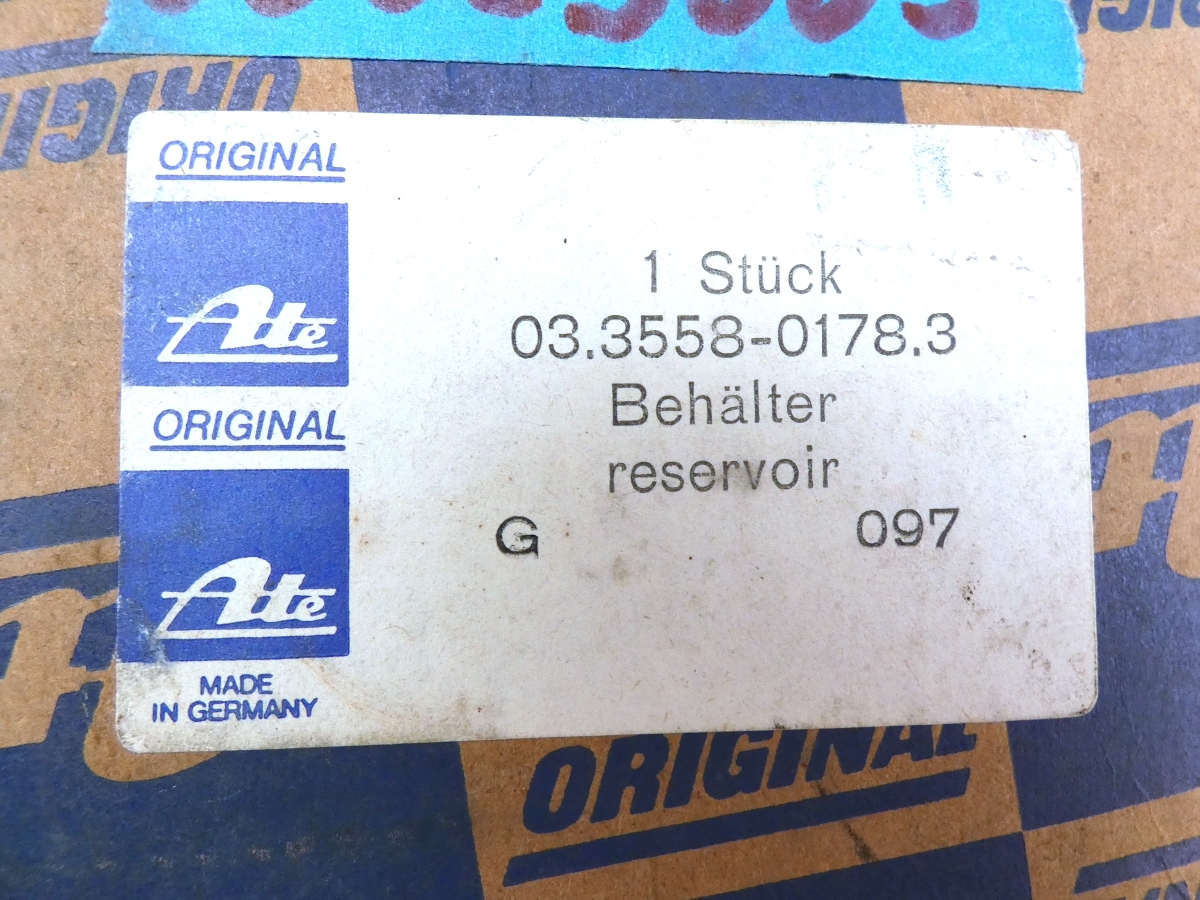 ORIGINAL
Ate
ORIGINAL
Ate
MADE
IN GERMANY
1 Stück
03.3558-0178.3
Behälter
reservoir
G 097
ORIGINAL